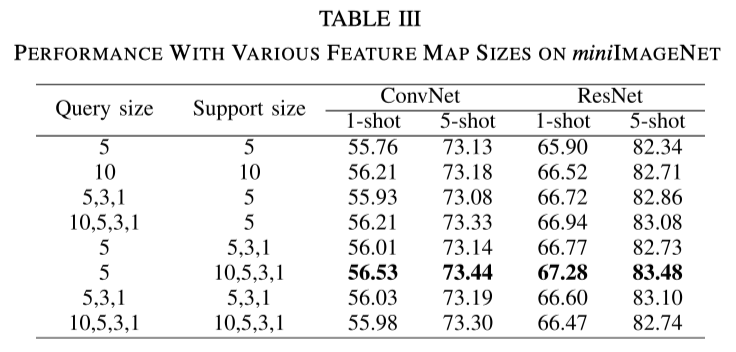 TABLE III
PERFORMANCE WITH VARIOUS FEATURE MAP SIZES ON miniIMAGENET
Query size Support size ConvNet ResNet
1-shot 5-shot 1-shot 5-shot
5 5 55.76 73.13 65.90 82.34
10 10 56.21 73.18 66.52 82.71
5,3,1 5 55.93 73.08 66.72 82.86
10,5,3,1 5 56.21 73.33 66.94 83.08
5 5,3,1 56.01 73.14 66.77 82.73
5 10,5,3,1 56.53 73.44 67.28 83.48
5,3,1 5,3,1 56.03 73.19 66.60 83.10
10,5,3,1 10,5,3,1 55.98 73.30 66.47 82.74